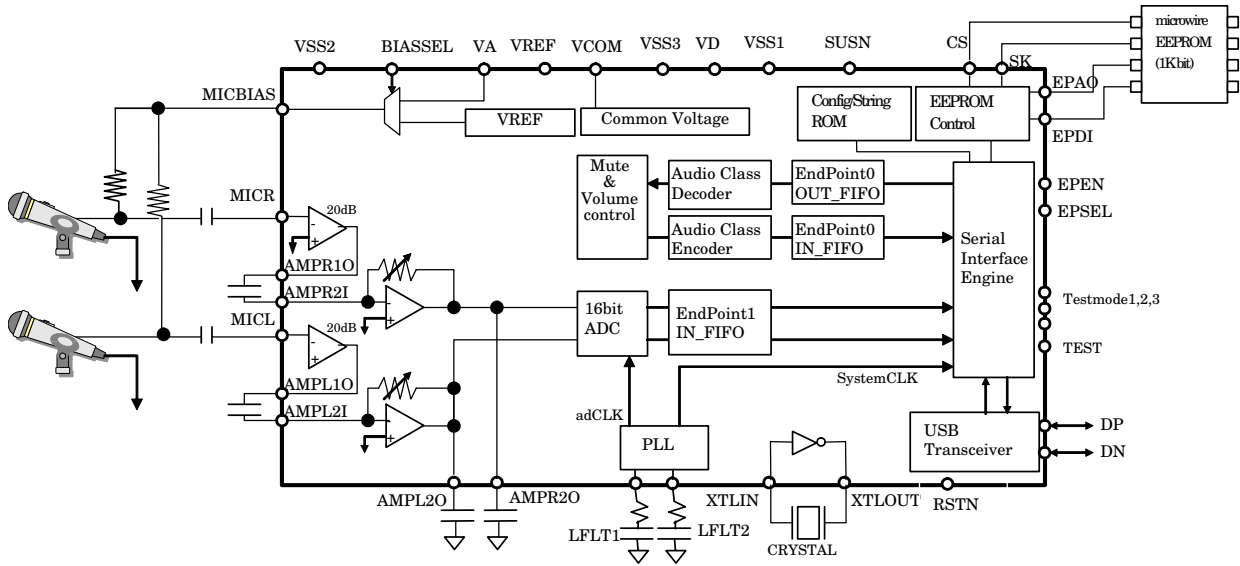 microwire
EEPROM
(1Kbit)
VSS2
BIASSEL
VA
VREF
VCOM
VSS3
VD
VSS1
SUSN
CS
SK
EPAO
EPDI
MICBIAS
VREF
Common Voltage
Config/String
ROM
EEPROM
Control
Mute
&
Volume
control
Audio Class
Decoder
EndPoint0
OUT_FIFO
Audio Class
Encoder
EndPoint0
IN_FIFO
Serial
Interface
Engine
EPEN
EPSEL
MICR
20dB
-
+
AMPR1O
AMPR2I
-
+
MICL
20dB
-
+
AMPL1O
AMPL2I
-
+
16bit
ADC
EndPoint1
IN_FIFO
Testmode1,2,3
TEST
SystemCLK
adCLK
PLL
USB
Transceiver
DP
DN
AMPL2O
AMPR2O
LFLT1
LFLT2
XTLIN
XTLOUT
RSTN
CRYSTAL